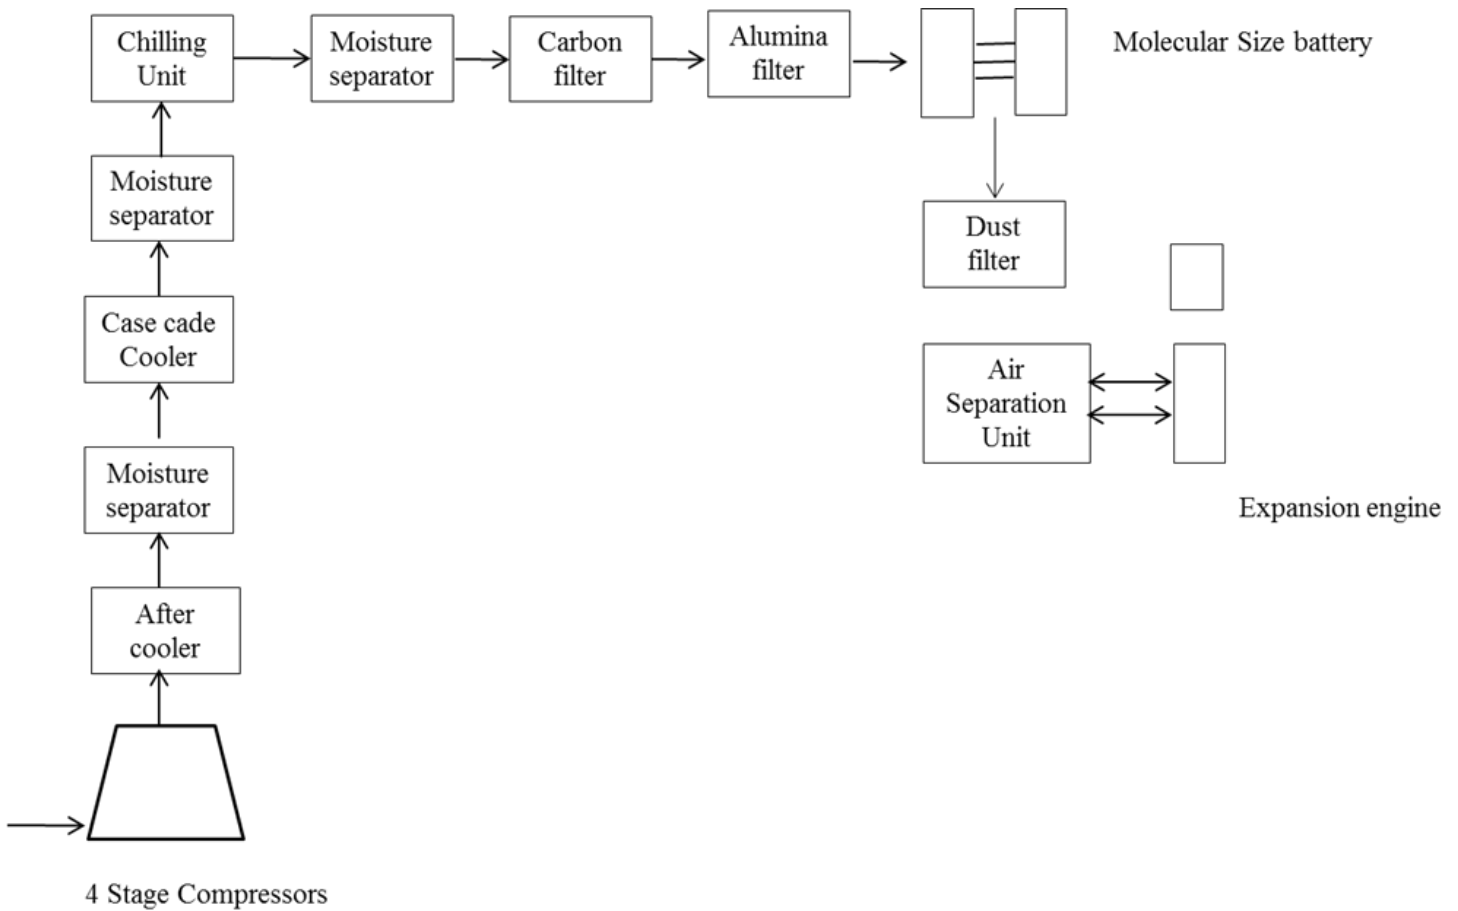 Chilling
Unit
Moisture
separator
Carbon
filter
Alumina
filter
Molecular Size battery
Moisture
separator
Dust
filter
Case cade
Cooler
Air
Separation
Unit
Moisture
separator
Expansion engine
After
cooler
4 Stage Compressors